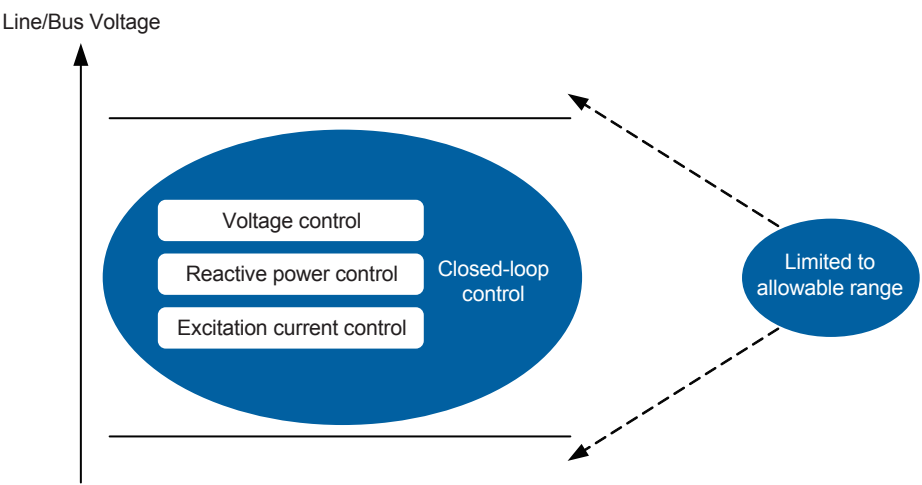 Line/Bus Voltage
Voltage control
Reactive power control
Excitation current control
Closed-loop
control
Limited to
allowable range